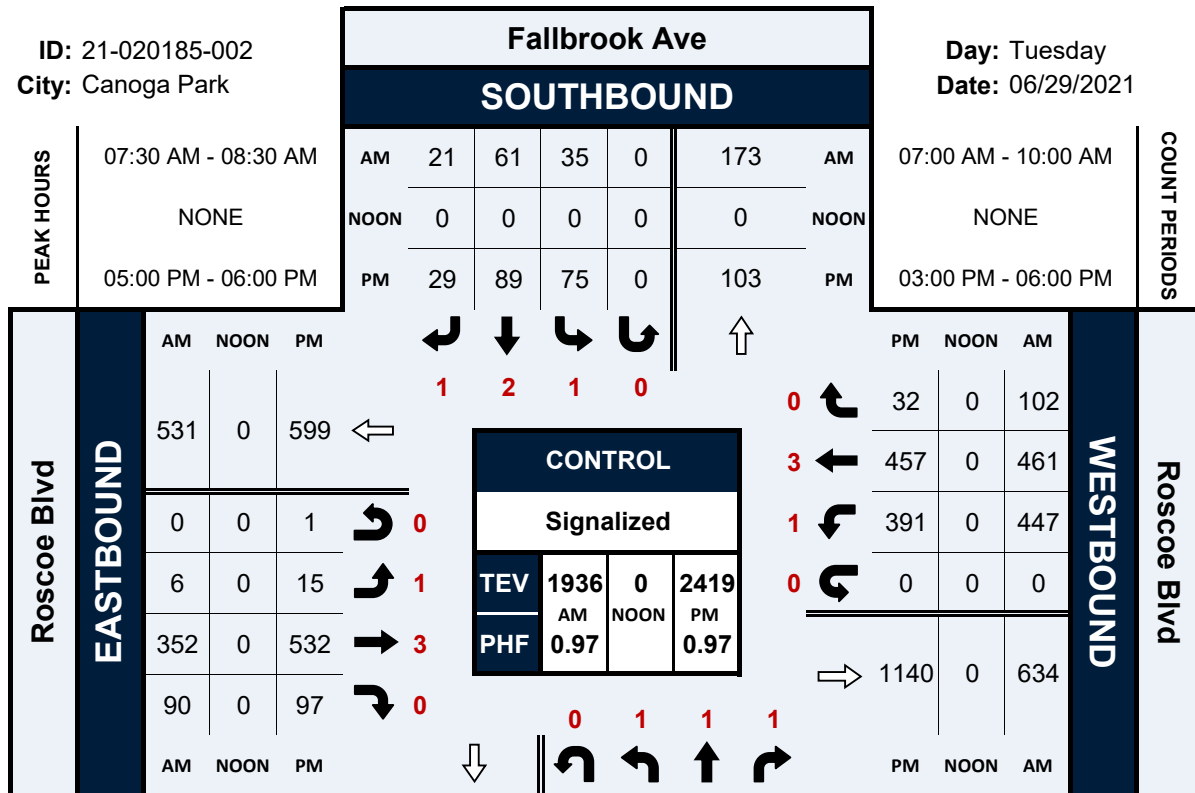 ID: 21-020185-002
City: Canoga Park
Fallbrook Ave
SOUTHBOUND
Day: Tuesday
Date: 06/29/2021
PEAK HOURS
07:30 AM - 08:30 AM
NONE
05:00 PM - 06:00 PM
AM 21 61 35 0 173 AM
NOON 0 0 0 0 0 NOON
PM 29 89 75 0 103 PM
07:00 AM - 10:00 AM
NONE
03:00 PM - 06:00 PM
COUNT PERIODS
1 2 1 0
Roscoe Blvd
EASTBOUND
AM NOON PM
531 0 599
0 0 1 0
6 0 15 1
352 0 532 3
90 0 97 0
AM NOON PM
CONTROL
Signalized
TEV 1936 0 2419
AM NOON PM
PHF 0.97 0.97
PM NOON AM
0 32 0 102
3 457 0 461
1 391 0 447
0 0 0 0
1140 0 634
PM NOON AM
WESTBOUND
Roscoe Blvd
0 1 1 1